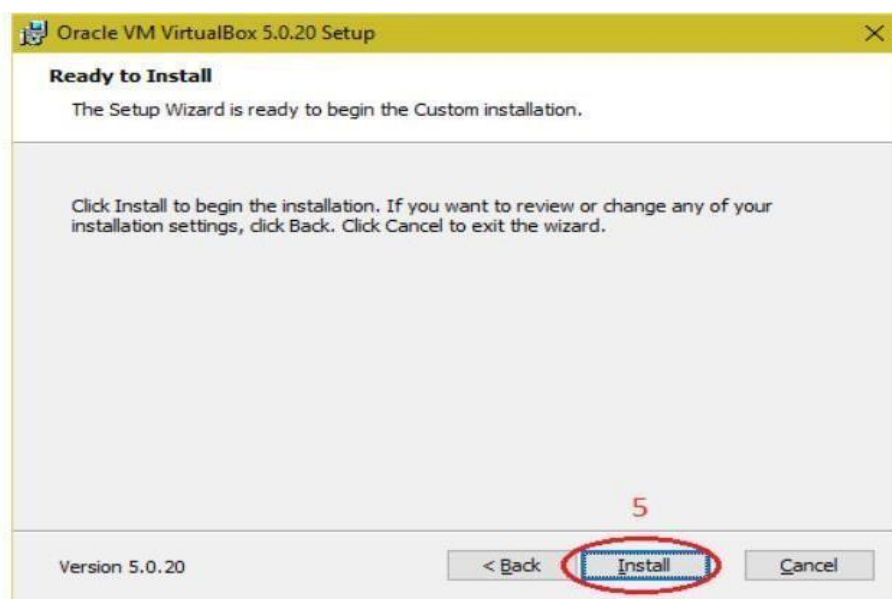 Oracle VM VirtualBox 5.0.20 Setup
Ready to Install
The Setup Wizard is ready to begin the Custom installation.
Click Install to begin the installation. If you want to review or change any of your
installation settings, click Back. Click Cancel to exit the wizard.
5
Version 5.0.20
< Back
Install
Cancel